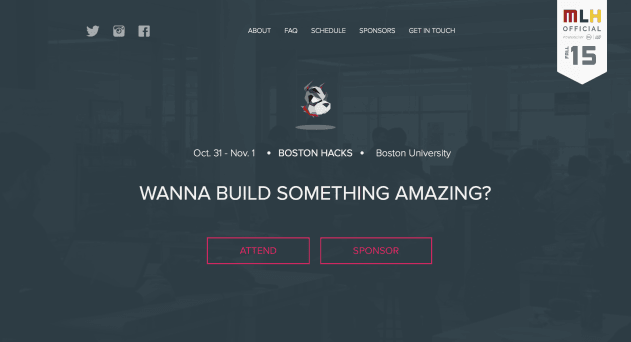 ABOUT FAQ SCHEDULE SPONSORS GET IN TOUCH
MLH
OFFICIAL
FALL 15
Oct. 31 - Nov. 1 • BOSTON HACKS • Boston University
WANNA BUILD SOMETHING AMAZING?
ATTEND SPONSOR